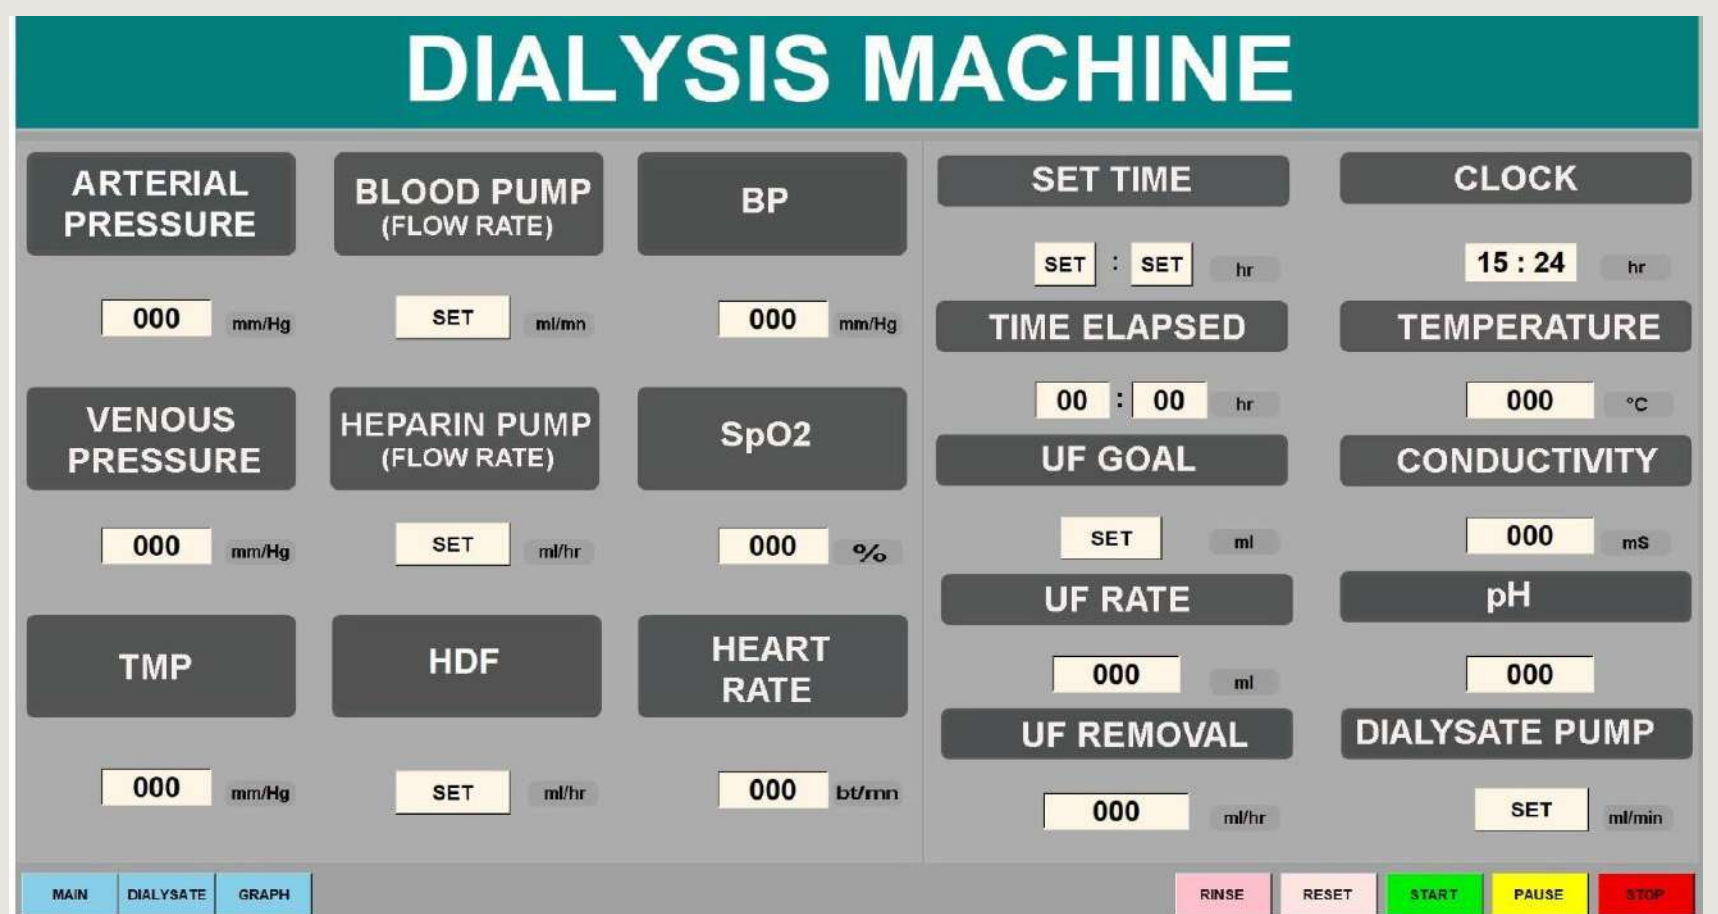 DIALYSIS MACHINE
ARTERIAL
PRESSURE
000 mm/Hg
BLOOD PUMP
(FLOW RATE)
SET ml/mn
BP
000 mm/Hg
VENOUS
PRESSURE
000 mm/Hg
HEPARIN PUMP
(FLOW RATE)
SET ml/hr
SpO2
000 %
TMP
000 mm/Hg
HDF
SET ml/hr
HEART
RATE
000 bt/mn
SET TIME
SET : SET hr
TIME ELAPSED
00 : 00 hr
UF GOAL
SET ml
UF RATE
000 ml
UF REMOVAL
000 ml/hr
CLOCK
15 : 24 hr
TEMPERATURE
000 °C
CONDUCTIVITY
000 mS
pH
000
DIALYSATE PUMP
SET ml/min
MAIN DIALYSATE GRAPH
RINSE RESET START PAUSE STOP